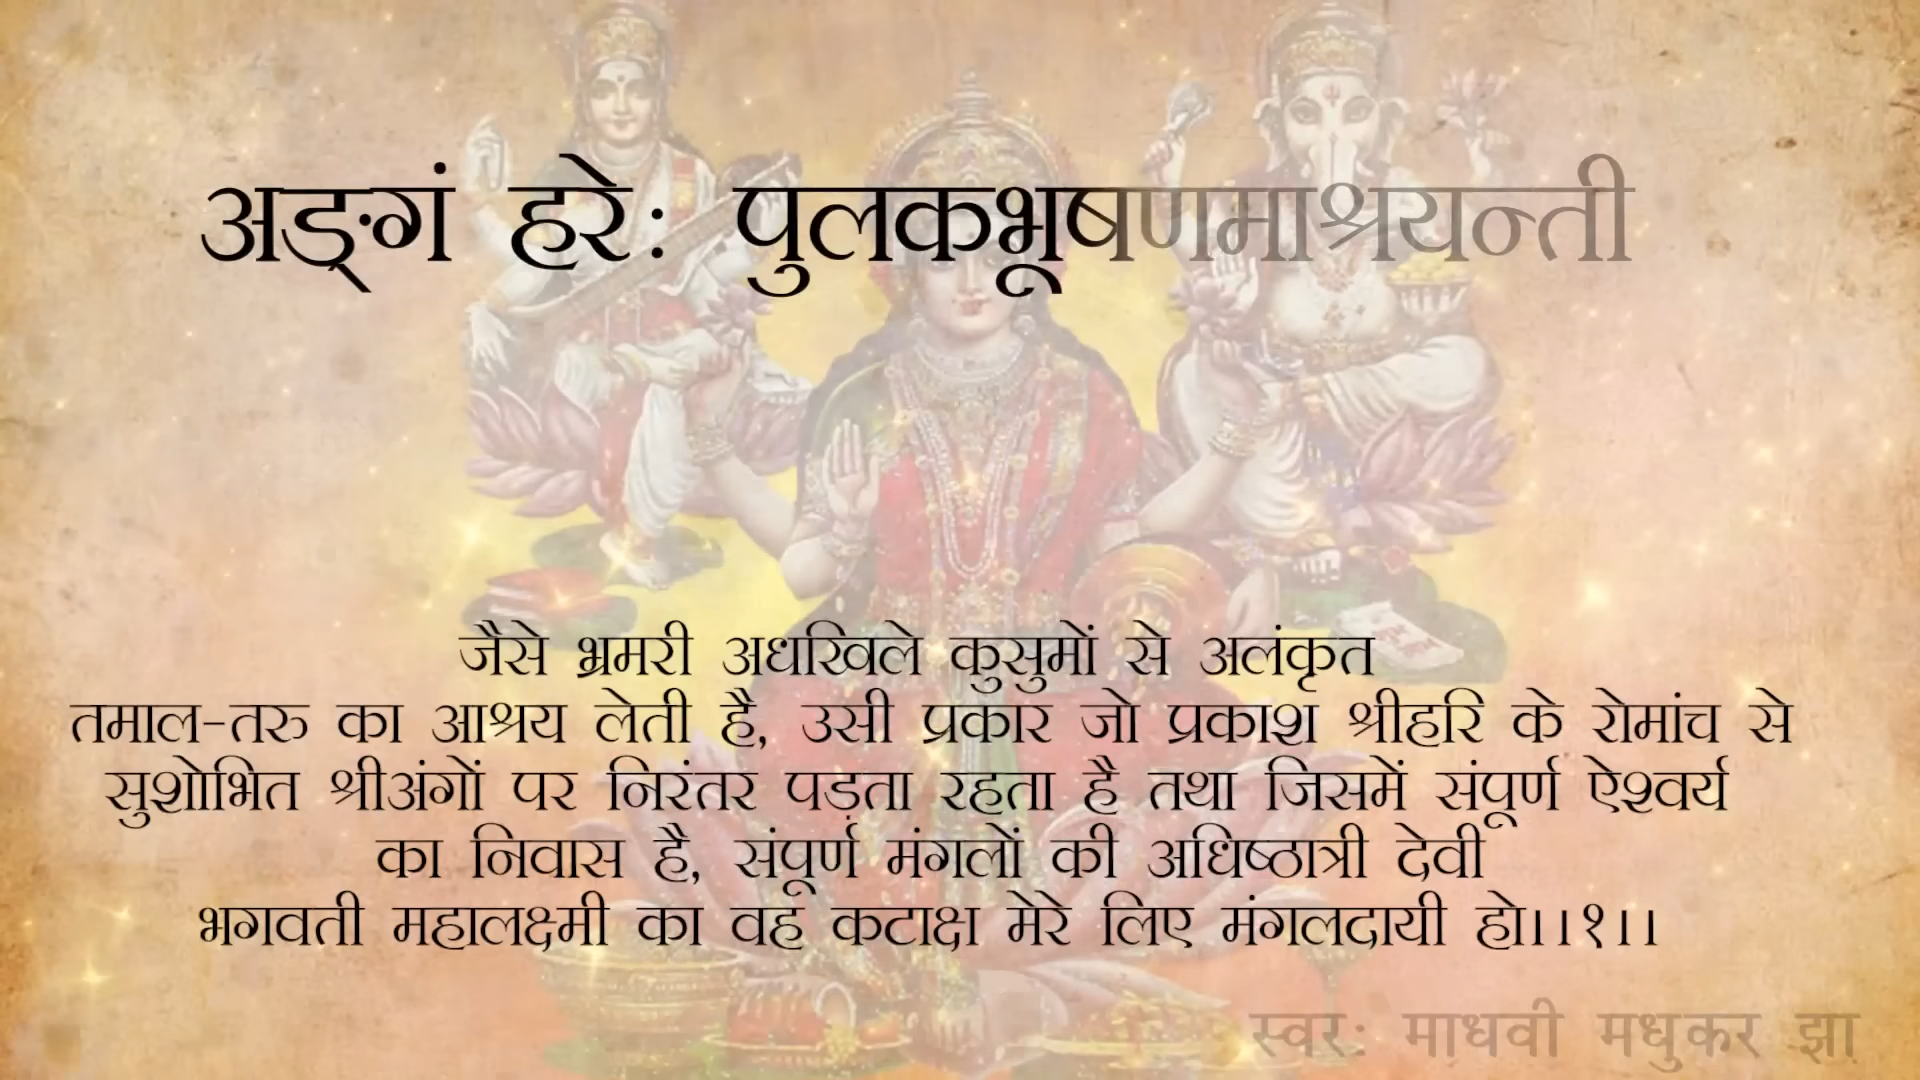 अङ्गं हरेः पुलकभूषणमाश्रयन्ती
जैसे भ्रमरी अधखिले कुसुमों से अलंकृत
तमाल-तरु का आश्रय लेती है, उसी प्रकार जो प्रकाश श्रीहरि के रोमांच से
सुशोभित श्रीअंगों पर निरंतर पड़ता रहता है तथा जिसमें संपूर्ण ऐश्वर्य
का निवास है, संपूर्ण मंगलों की अधिष्ठात्री देवी
भगवती महालक्ष्मी का वह कटाक्ष मेरे लिए मंगलदायी हो।।१।।
स्वरः माधवी मधुकर झा